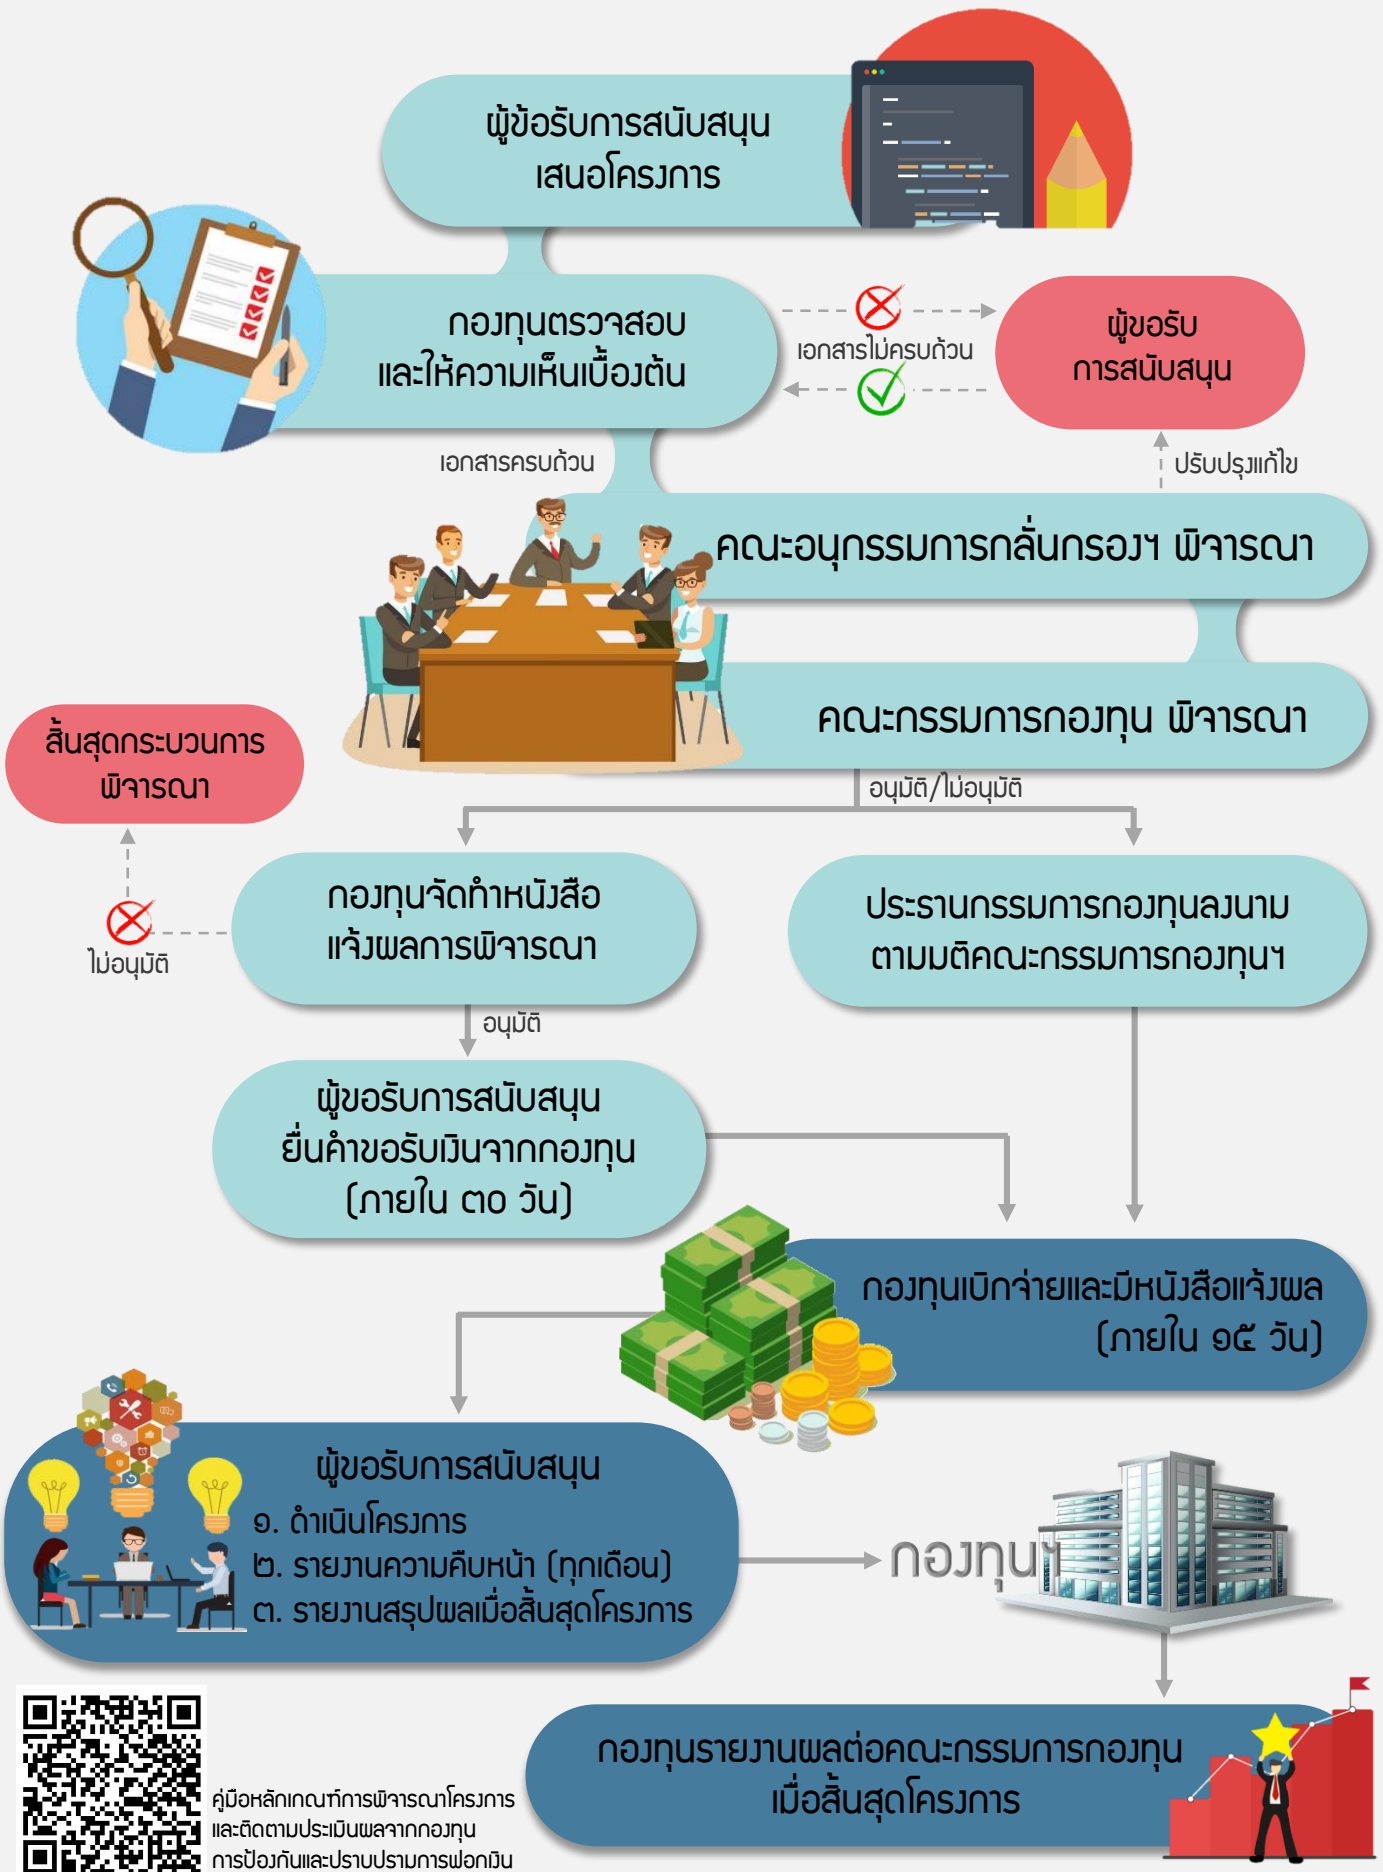 ผู้ข้อรับการสนับสนุน
เสนอโครงการ
กองทุนตรวจสอบ
และให้ความเห็นเบื้องต้น
เอกสารไม่ครบถ้วน
ผู้ขอรับ
การสนับสนุน
เอกสารครบถ้วน
ปรับปรุงแก้ไข
คณะอนุกรรมการกลั่นกรองฯ พิจารณา
คณะกรรมการกองทุน พิจารณา
สิ้นสุดกระบวนการ
พิจารณา
อนุมัติ/ไม่อนุมัติ
กองทุนจัดทำหนังสือ
แจ้งผลการพิจารณา
ไม่อนุมัติ
ประธานกรรมการกองทุนลงนาม
ตามมติคณะกรรมการกองทุนฯ
อนุมัติ
ผู้ขอรับการสนับสนุน
ยื่นคำขอรับเงินจากกองทุน
(ภายใน ๓๐ วัน)
กองทุนเบิกจ่ายและมีหนังสือแจ้งผล
(ภายใน ๑๕ วัน)
ผู้ขอรับการสนับสนุน
๑. ดำเนินโครงการ
๒. รายงานความคืบหน้า (ทุกเดือน)
๓. รายงานสรุปผลเมื่อสิ้นสุดโครงการ
กองทุนฯ
กองทุนรายงานผลต่อคณะกรรมการกองทุน
เมื่อสิ้นสุดโครงการ
คู่มือหลักเกณฑ์การพิจารณาโครงการ
และติดตามประเมินผลจากกองทุน
การป้องกันและปราบปรามการฟอกเงิน